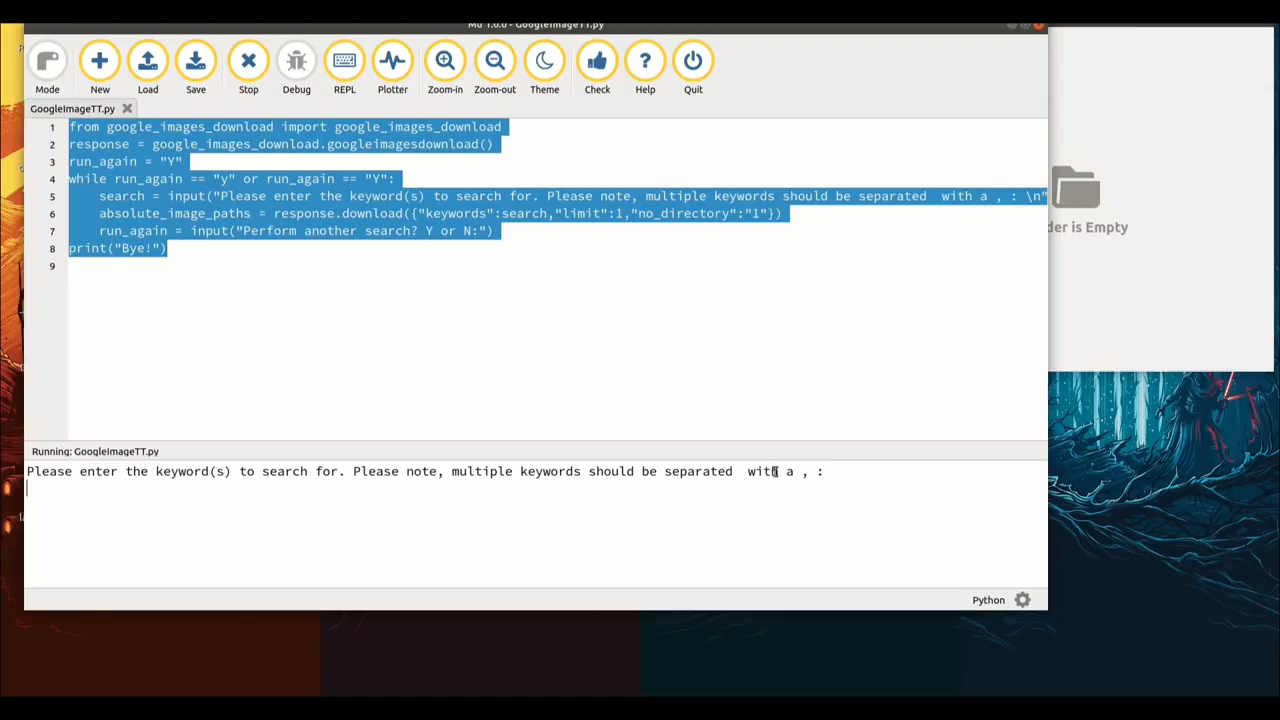 Mu 1.0.0 - GoogleImageTT.py
Mode New Load Save Stop Debug REPL Plotter Zoom-in Zoom-out Theme Check Help Quit
GoogleImageTT.py
1 from google_images_download import google_images_download
2 response = google_images_download.googleimagesdownload()
3 run_again = "Y"
4 while run_again == "y" or run_again == "Y":
5     search = input("Please enter the keyword(s) to search for. Please note, multiple keywords should be separated  with a , : \n"
6     absolute_image_paths = response.download({"keywords":search,"limit":1,"no_directory":"1"})
7     run_again = input("Perform another search? Y or N:")
8 print("Bye!")
9
der is Empty
Running: GoogleImageTT.py
Please enter the keyword(s) to search for. Please note, multiple keywords should be separated  with a , :
Python